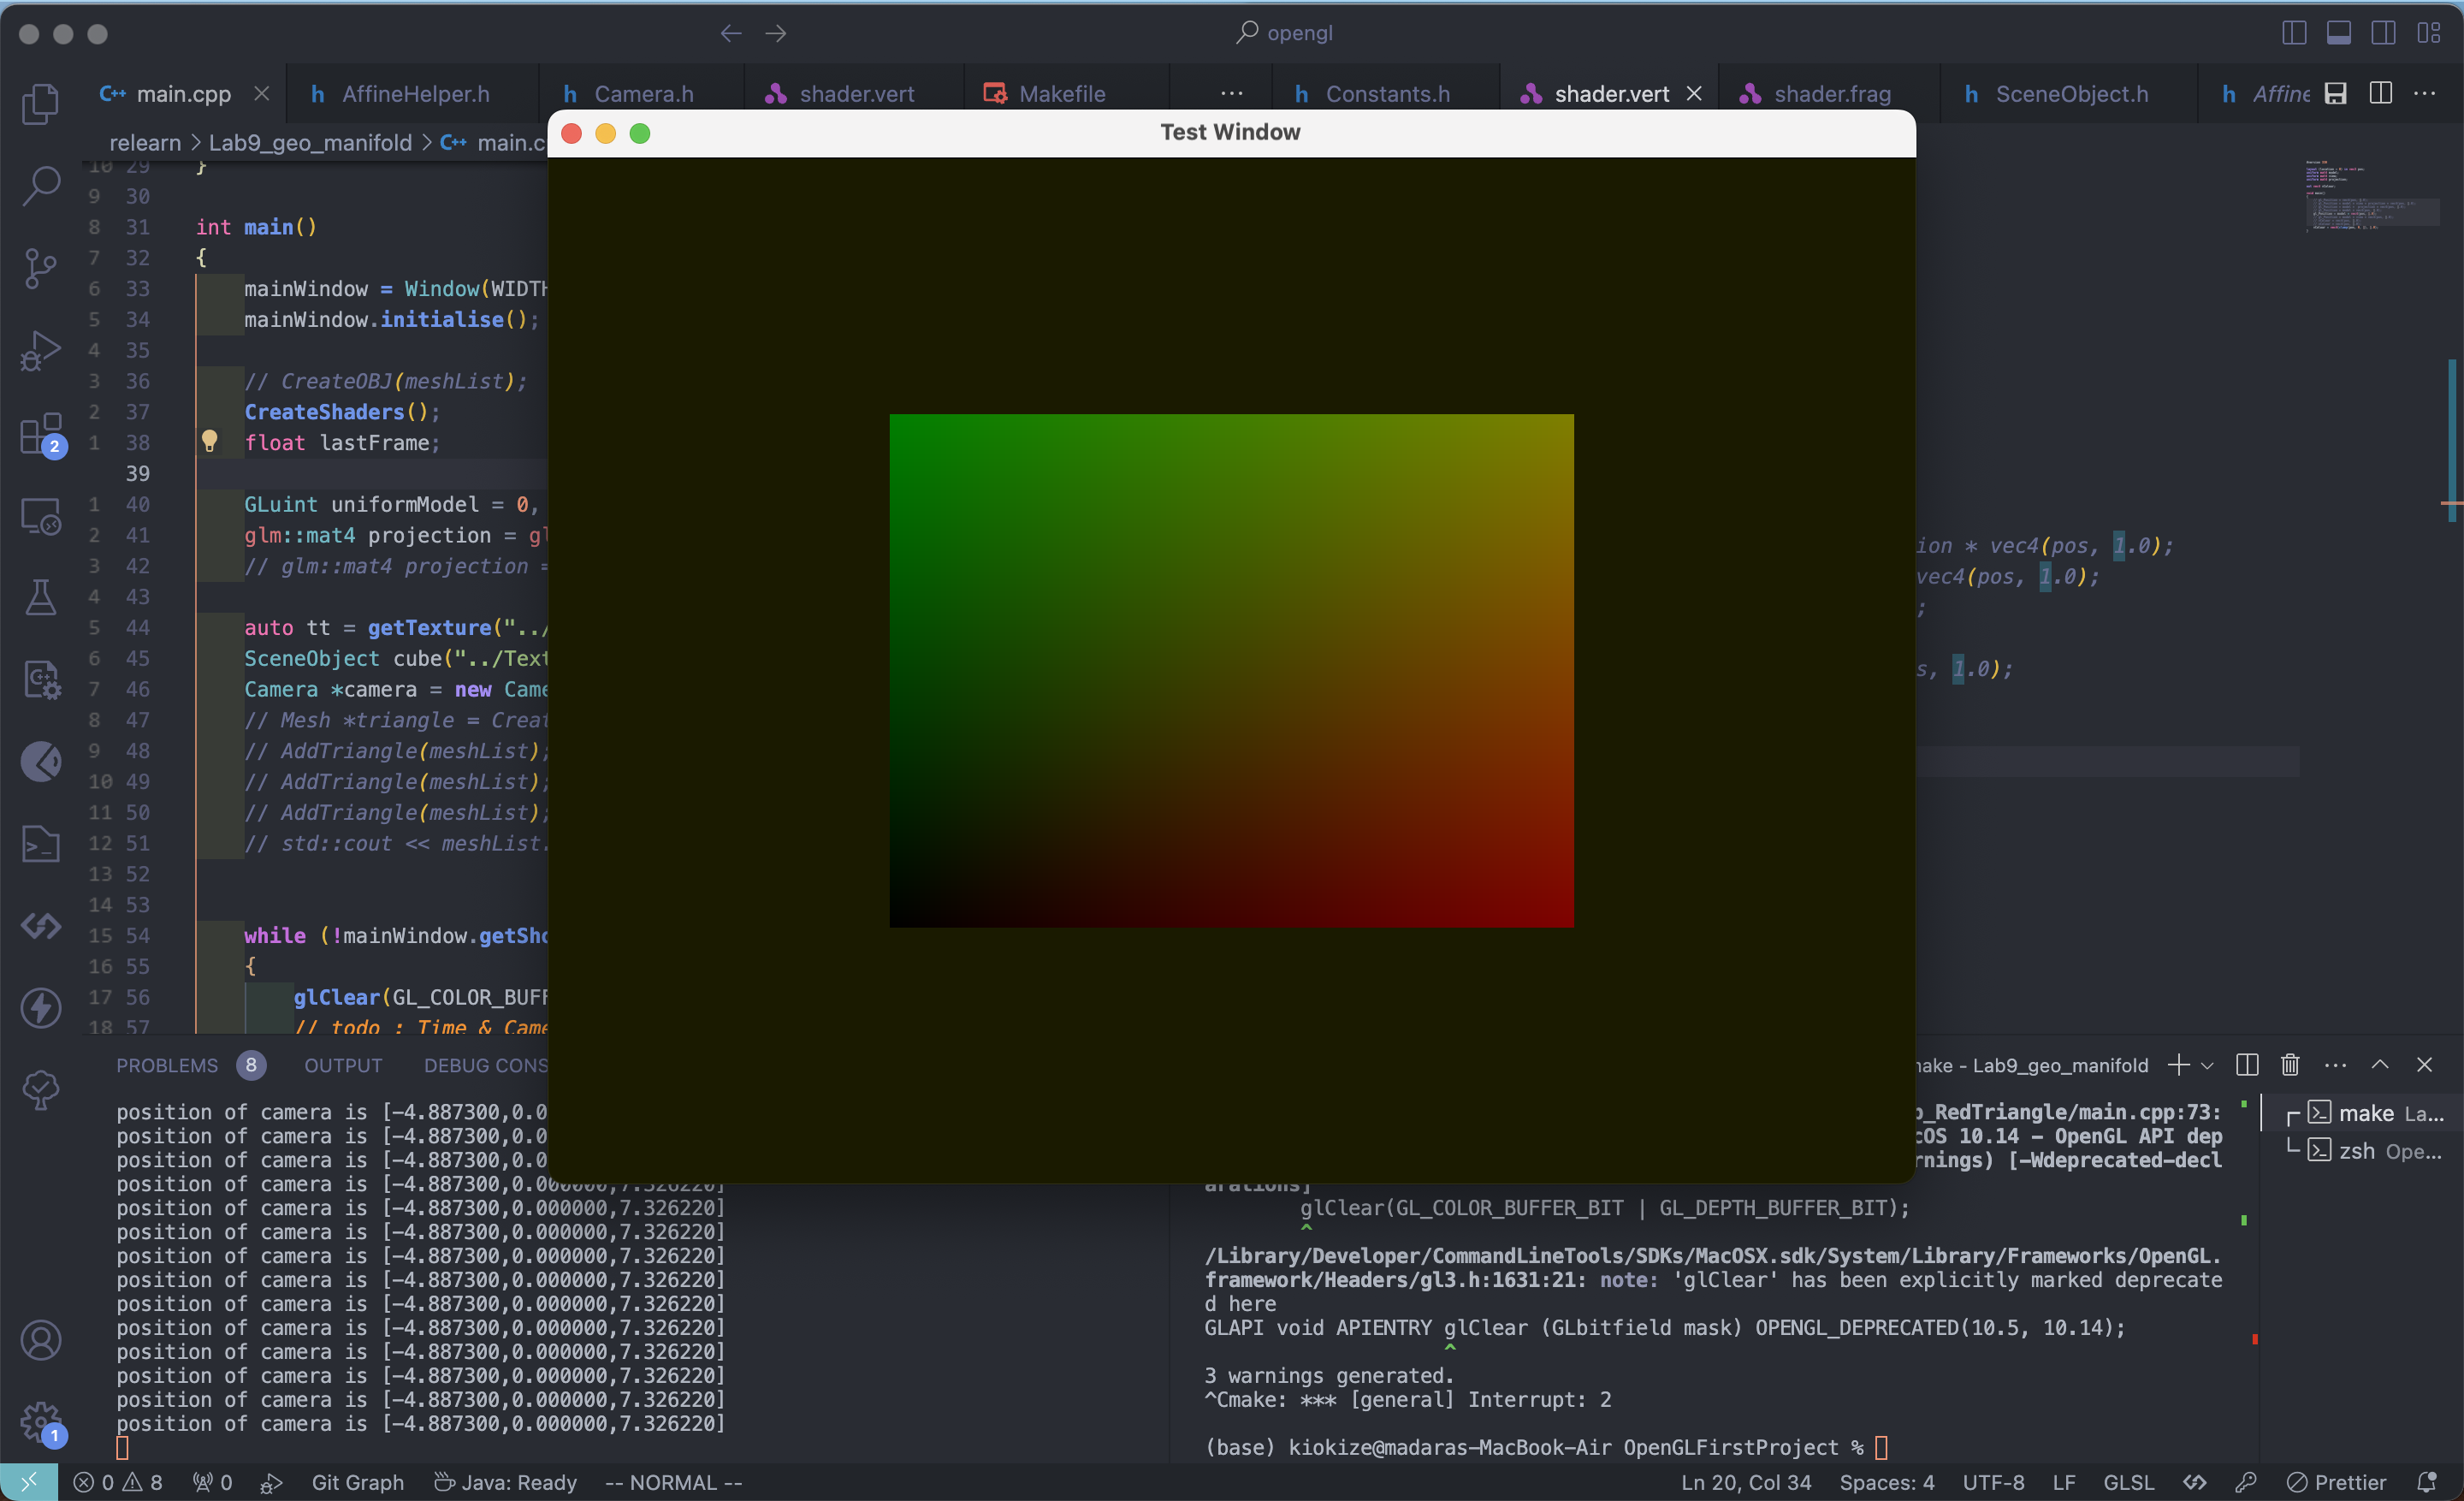 opengl
main.cpp
AffineHelper.h
Camera.h
shader.vert
Makefile
...
Constants.h
shader.vert
shader.frag
SceneObject.h
Affine
relearn > Lab9_geo_manifold > C++ main.c
Test Window
10 29 }
9 30
8 31 int main()
7 32 {
6 33 mainWindow = Window(WIDTH
5 34 mainWindow.initialise();
4 35
3 36 // CreateOBJ(meshList);
2 37 CreateShaders();
1 38 float lastFrame;
39
1 40 GLuint uniformModel = 0,
2 41 glm::mat4 projection = gl
3 42 // glm::mat4 projection =
4 43
5 44 auto tt = getTexture("../
6 45 SceneObject cube("../Text
7 46 Camera *camera = new Came
8 47 // Mesh *triangle = Creat
9 48 // AddTriangle(meshList);
10 49 // AddTriangle(meshList);
11 50 // AddTriangle(meshList);
12 51 // std::cout << meshList.
13 52
14 53
15 54 while (!mainWindow.getSho
16 55 {
17 56 glClear(GL_COLOR_BUFF
18 57 // todo : Time & Came
ion * vec4(pos, 1.0);
vec4(pos, 1.0);
;
s, 1.0);
PROBLEMS 8 OUTPUT DEBUG CONS
make - Lab9_geo_manifold
position of camera is [-4.887300,0.0
position of camera is [-4.887300,0.0
position of camera is [-4.887300,0.0
position of camera is [-4.887300,0.000000,7.326220]
position of camera is [-4.887300,0.000000,7.326220]
position of camera is [-4.887300,0.000000,7.326220]
position of camera is [-4.887300,0.000000,7.326220]
position of camera is [-4.887300,0.000000,7.326220]
position of camera is [-4.887300,0.000000,7.326220]
position of camera is [-4.887300,0.000000,7.326220]
position of camera is [-4.887300,0.000000,7.326220]
position of camera is [-4.887300,0.000000,7.326220]
position of camera is [-4.887300,0.000000,7.326220]
position of camera is [-4.887300,0.000000,7.326220]
b_RedTriangle/main.cpp:73:
cOS 10.14 - OpenGL API dep
rnings) [-Wdeprecated-decl
arations]
glClear(GL_COLOR_BUFFER_BIT | GL_DEPTH_BUFFER_BIT);
^
/Library/Developer/CommandLineTools/SDKs/MacOSX.sdk/System/Library/Frameworks/OpenGL.
framework/Headers/gl3.h:1631:21: note: 'glClear' has been explicitly marked deprecate
d here
GLAPI void APIENTRY glClear (GLbitfield mask) OPENGL_DEPRECATED(10.5, 10.14);
^
3 warnings generated.
^Cmake: *** [general] Interrupt: 2
(base) kiokize@madaras-MacBook-Air OpenGLFirstProject %
make La...
zsh Ope...
2
1
0 8 0 Git Graph Java: Ready -- NORMAL --
Ln 20, Col 34 Spaces: 4 UTF-8 LF GLSL Prettier